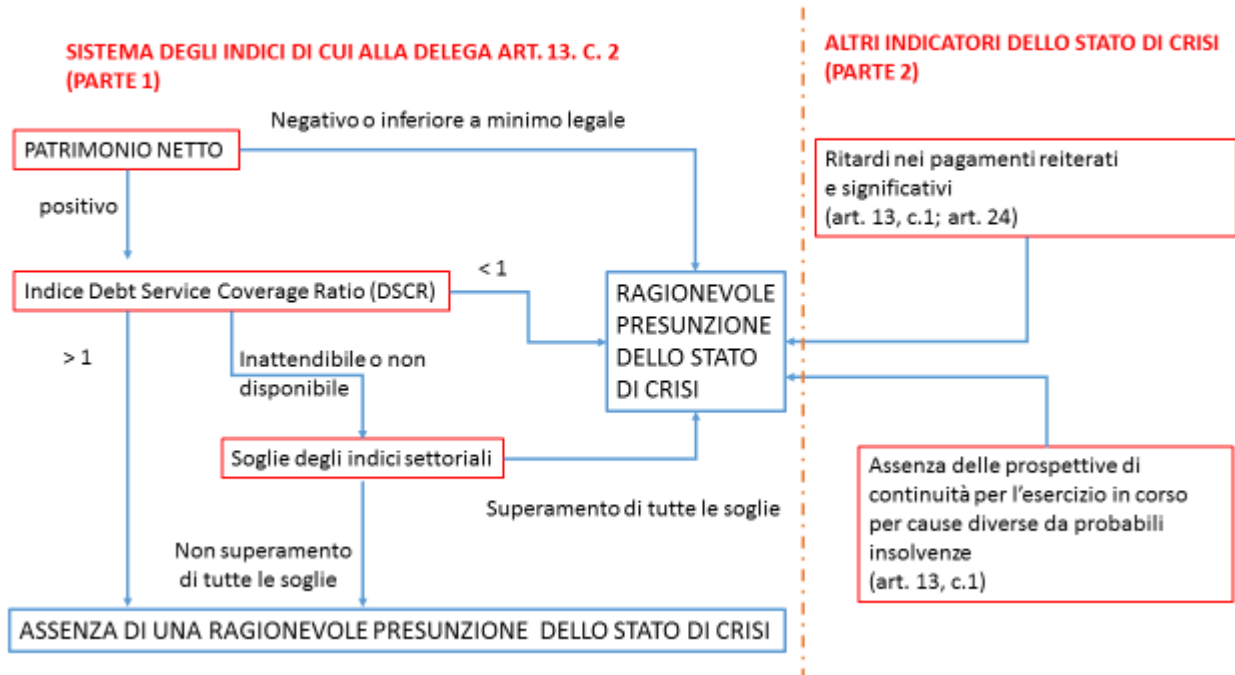 SISTEMA DEGLI INDICI DI CUI ALLA DELEGA ART. 13. C. 2
(PARTE 1)
Negativo o inferiore a minimo legale
PATRIMONIO NETTO
positivo
< 1
Indice Debt Service Coverage Ratio (DSCR)
> 1
Inattendibile o non
disponibile
RAGIONEVOLE
PRESUNZIONE
DELLO STATO
DI CRISI
Soglie degli indici settoriali
Superamento di tutte le soglie
Non superamento
di tutte le soglie
ASSENZA DI UNA RAGIONEVOLE PRESUNZIONE DELLO STATO DI CRISI
ALTRI INDICATORI DELLO STATO DI CRISI
(PARTE 2)
Ritardi nei pagamenti reiterati
e significativi
(art. 13, c.1; art. 24)
Assenza delle prospettive di
continuità per l'esercizio in corso
per cause diverse da probabili
insolvenze
(art. 13, c.1)